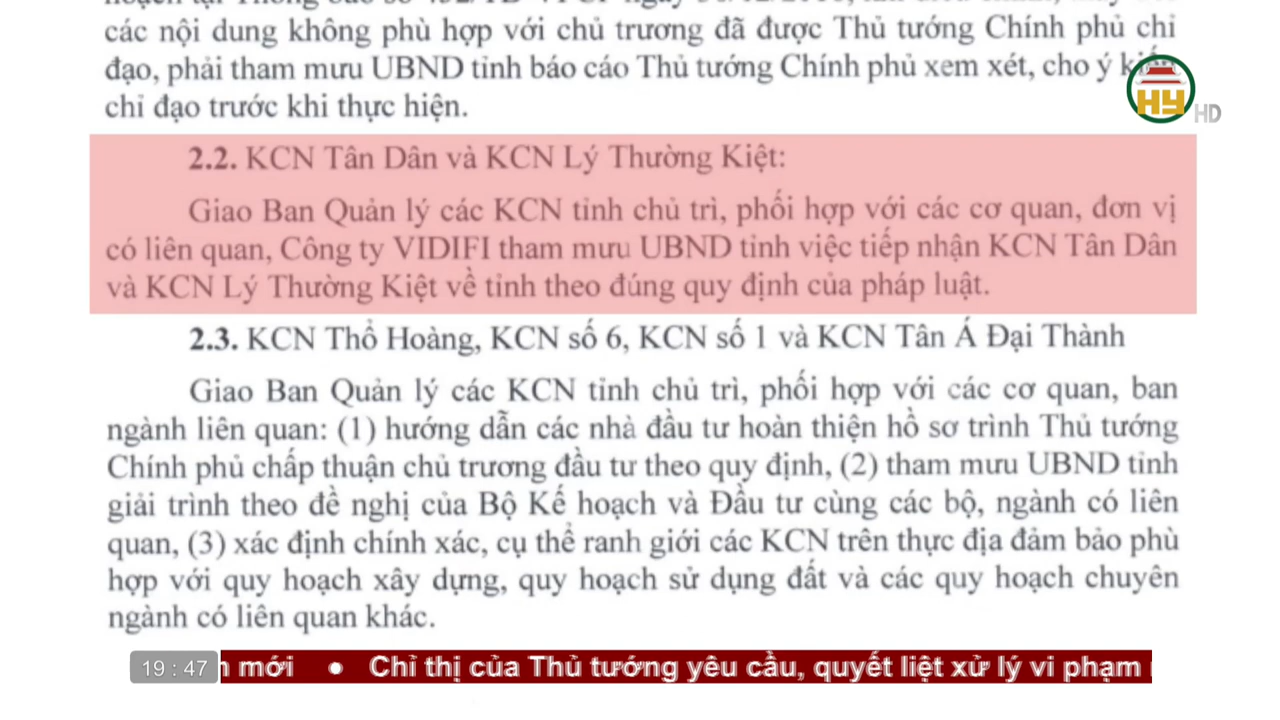 các nội dung không phù hợp với chủ trương đã được Thủ tướng Chính phủ chỉ
đạo, phải tham mưu UBND tỉnh báo cáo Thủ tướng Chính phủ xem xét, cho ý kiến
chỉ đạo trước khi thực hiện.
HY HD
2.2. KCN Tân Dân và KCN Lý Thường Kiệt:
Giao Ban Quản lý các KCN tỉnh chủ trì, phối hợp với các cơ quan, đơn vị
có liên quan, Công ty VIDIFI tham mưu UBND tỉnh việc tiếp nhận KCN Tân Dân
và KCN Lý Thường Kiệt về tỉnh theo đúng quy định của pháp luật.
2.3. KCN Thổ Hoàng, KCN số 6, KCN số 1 và KCN Tân Á Đại Thành
Giao Ban Quản lý các KCN tỉnh chủ trì, phối hợp với các cơ quan, ban
ngành liên quan: (1) hướng dẫn các nhà đầu tư hoàn thiện hồ sơ trình Thủ tướng
Chính phủ chấp thuận chủ trương đầu tư theo quy định, (2) tham mưu UBND tỉnh
giải trình theo đề nghị của Bộ Kế hoạch và Đầu tư cùng các bộ, ngành có liên
quan, (3) xác định chính xác, cụ thể ranh giới các KCN trên thực địa đảm bảo phù
hợp với quy hoạch xây dựng, quy hoạch sử dụng đất và các quy hoạch chuyên
ngành có liên quan khác.
19 : 47 mới • Chỉ thị của Thủ tướng yêu cầu, quyết liệt xử lý vi phạm